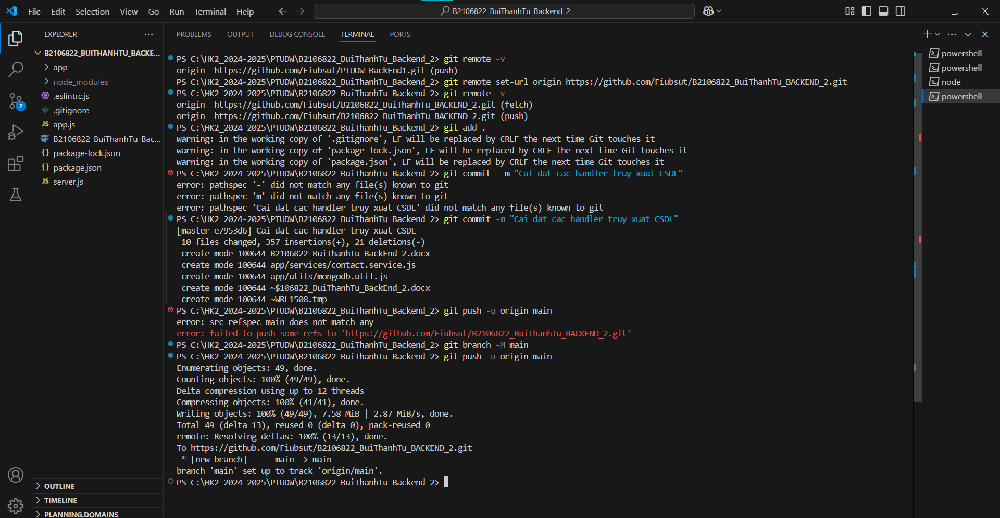 File Edit Selection View Go Run Terminal Help
B2106822_BuiThanhTu_Backend_2
EXPLORER
B2106822_BUITHANHTU_BACKE...
app
node_modules
.eslintrc.js
.gitignore
JS app.js
B2106822_BuiThanhTu_Bac...
{} package-lock.json
{} package.json
JS server.js
2
OUTLINE
TIMELINE
PLANNING.DOMAINS
PROBLEMS OUTPUT DEBUG CONSOLE TERMINAL PORTS
PS C:\HK2_2024-2025\PTUDW\B2106822_BuiThanhTu_Backend_2> git remote -v
origin  https://github.com/Fiubsut/PTUDW_BackEnd1.git (push)
PS C:\HK2_2024-2025\PTUDW\B2106822_BuiThanhTu_Backend_2> git remote set-url origin https://github.com/Fiubsut/B2106822_BuiThanhTu_BACKEND_2.git
PS C:\HK2_2024-2025\PTUDW\B2106822_BuiThanhTu_Backend_2> git remote -v
origin  https://github.com/Fiubsut/B2106822_BuiThanhTu_BACKEND_2.git (fetch)
origin  https://github.com/Fiubsut/B2106822_BuiThanhTu_BACKEND_2.git (push)
PS C:\HK2_2024-2025\PTUDW\B2106822_BuiThanhTu_Backend_2> git add .
warning: in the working copy of '.gitignore', LF will be replaced by CRLF the next time Git touches it
warning: in the working copy of 'package-lock.json', LF will be replaced by CRLF the next time Git touches it
warning: in the working copy of 'package.json', LF will be replaced by CRLF the next time Git touches it
PS C:\HK2_2024-2025\PTUDW\B2106822_BuiThanhTu_Backend_2> git commit - m "Cai dat cac handler truy xuat CSDL"
error: pathspec '-' did not match any file(s) known to git
error: pathspec 'm' did not match any file(s) known to git
error: pathspec 'Cai dat cac handler truy xuat CSDL' did not match any file(s) known to git
PS C:\HK2_2024-2025\PTUDW\B2106822_BuiThanhTu_Backend_2> git commit -m "Cai dat cac handler truy xuat CSDL"
[master e7953d6] Cai dat cac handler truy xuat CSDL
 10 files changed, 357 insertions(+), 21 deletions(-)
 create mode 100644 B2106822_BuiThanhTu_BackEnd_2.docx
 create mode 100644 app/services/contact.service.js
 create mode 100644 app/utils/mongodb.util.js
 create mode 100644 ~$106822_BuiThanhTu_BackEnd_2.docx
 create mode 100644 ~WRL1508.tmp
PS C:\HK2_2024-2025\PTUDW\B2106822_BuiThanhTu_Backend_2> git push -u origin main
error: src refspec main does not match any
error: failed to push some refs to 'https://github.com/Fiubsut/B2106822_BuiThanhTu_BACKEND_2.git'
PS C:\HK2_2024-2025\PTUDW\B2106822_BuiThanhTu_Backend_2> git branch -M main
PS C:\HK2_2024-2025\PTUDW\B2106822_BuiThanhTu_Backend_2> git push -u origin main
Enumerating objects: 49, done.
Counting objects: 100% (49/49), done.
Delta compression using up to 12 threads
Compressing objects: 100% (41/41), done.
Writing objects: 100% (49/49), 7.58 MiB | 2.87 MiB/s, done.
Total 49 (delta 13), reused 0 (delta 0), pack-reused 0
remote: Resolving deltas: 100% (13/13), done.
To https://github.com/Fiubsut/B2106822_BuiThanhTu_BACKEND_2.git
 * [new branch]      main -> main
branch 'main' set up to track 'origin/main'.
PS C:\HK2_2024-2025\PTUDW\B2106822_BuiThanhTu_Backend_2>
powershell
powershell
node
powershell